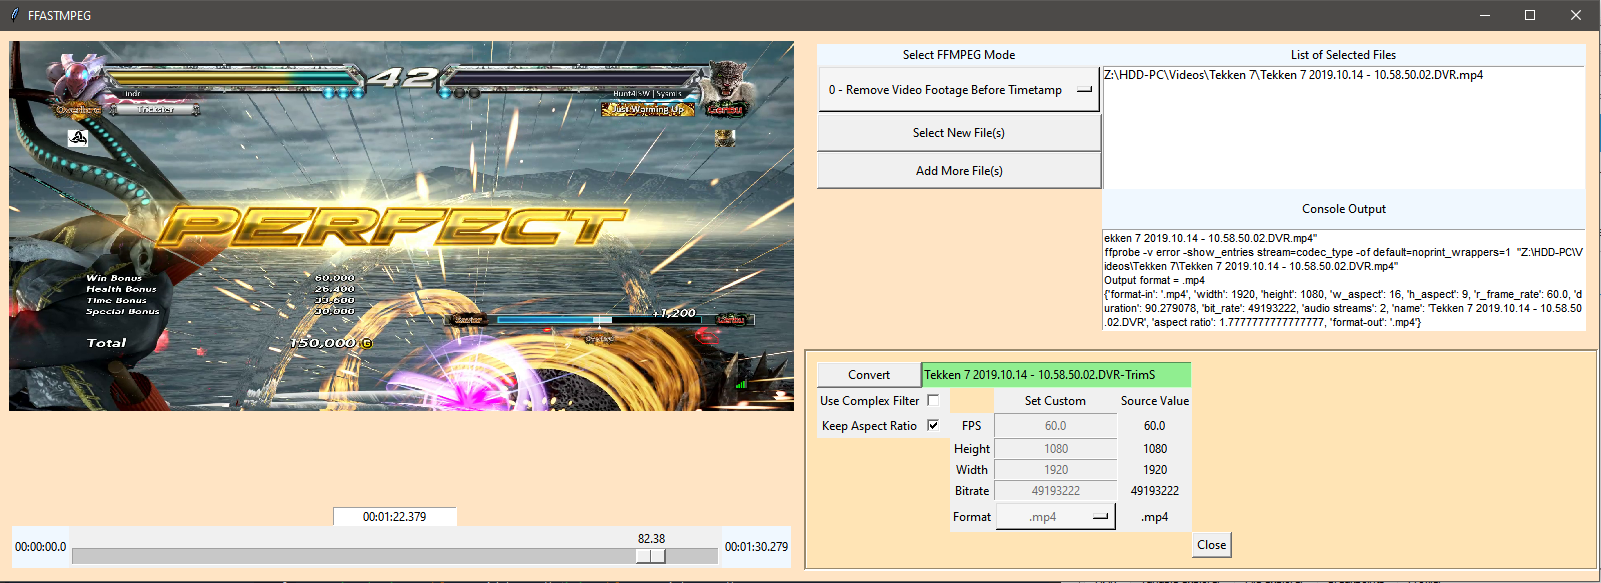 FFASTMPEG
42
indr
Hunt4l5W | Sysmis
Overlord
Trickster
Just Warming Up
Genbu
PERFECT
Win Bonus 60,000
Health Bonus 26,400
Time Bonus 33,600
Special Bonus 30,000
+1,200
Total 150,000 G
00:01:22.379
82.38
00:00:00.0
00:01:30.279
Select FFMPEG Mode
0 - Remove Video Footage Before Timetamp
Select New File(s)
Add More File(s)
List of Selected Files
Z:\HDD-PC\Videos\Tekken 7\Tekken 7 2019.10.14 - 10.58.50.02.DVR.mp4
Console Output
ekken 7 2019.10.14 - 10.58.50.02.DVR.mp4"
ffprobe -v error -show_entries stream=codec_type -of default=noprint_wrappers=1 "Z:\HDD-PC\V
ideos\Tekken 7\Tekken 7 2019.10.14 - 10.58.50.02.DVR.mp4"
Output format = .mp4
{'format-in': '.mp4', 'width': 1920, 'height': 1080, 'w_aspect': 16, 'h_aspect': 9, 'r_frame_rate': 60.0, 'd
uration': 90.279078, 'bit_rate': 49193222, 'audio streams': 2, 'name': 'Tekken 7 2019.10.14 - 10.58.50
.02.DVR', 'aspect ratio': 1.7777777777777777, 'format-out': '.mp4'}
Convert
Tekken 7 2019.10.14 - 10.58.50.02.DVR-TrimS
Use Complex Filter
Set Custom
Source Value
Keep Aspect Ratio
FPS 60.0 60.0
Height 1080 1080
Width 1920 1920
Bitrate 49193222 49193222
Format .mp4 .mp4
Close